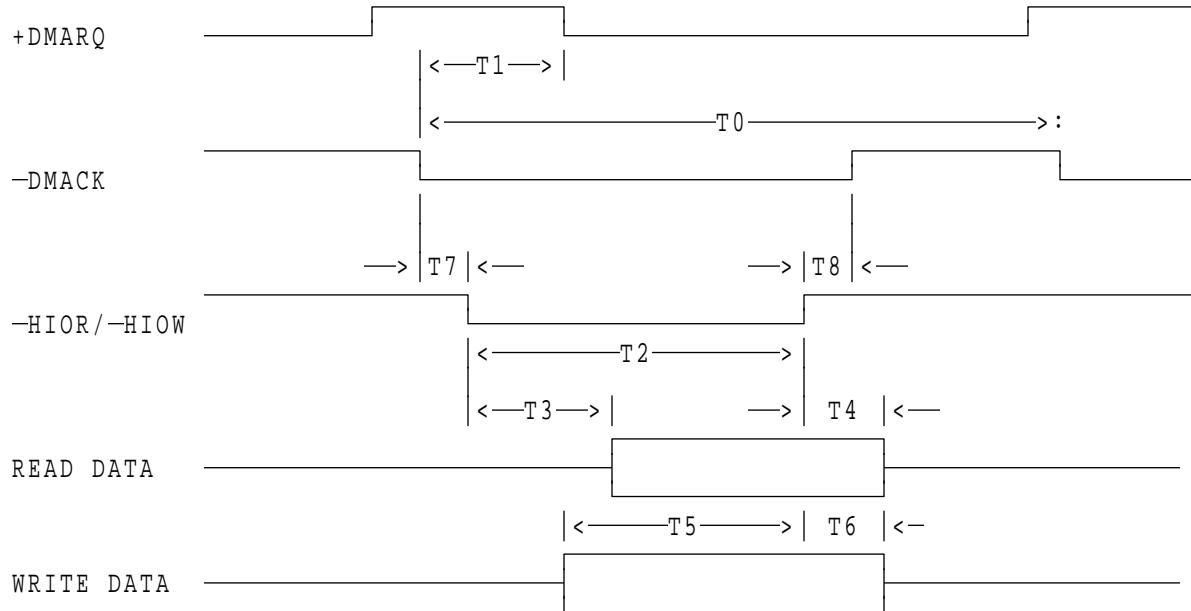 +DMARQ
|<—T1—>|
|<—T0—>:
—DMACK
—>|T7|<— —>|T8|<—
—HIOR/—HIOW
|<—T2—>|
|<—T3—>| —>| T4 |<—
READ DATA
|<—T5—>| T6 |<—
WRITE DATA